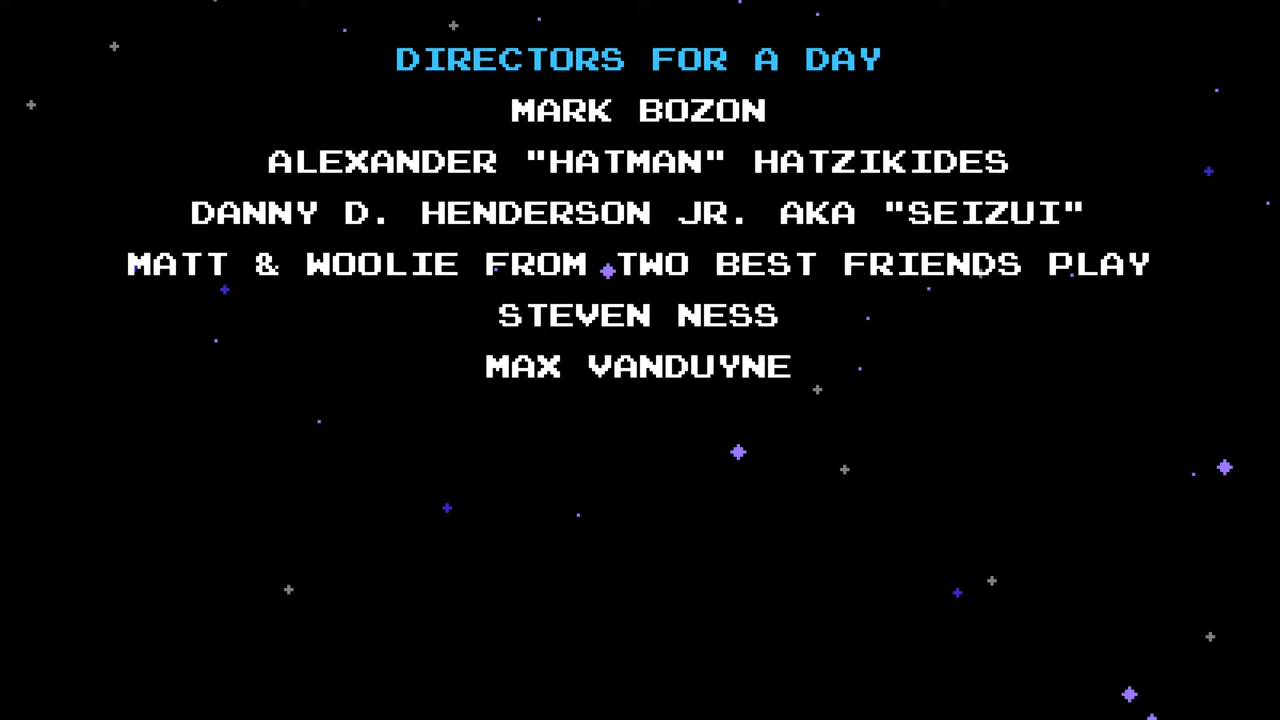 DIRECTORS FOR A DAY
MARK BOZON
ALEXANDER "HATMAN" HATZIKIDES
DANNY D. HENDERSON JR. AKA "SEIZUI"
MATT & WOOLIE FROM TWO BEST FRIENDS PLAY
STEVEN NESS
MAX VANDUYNE